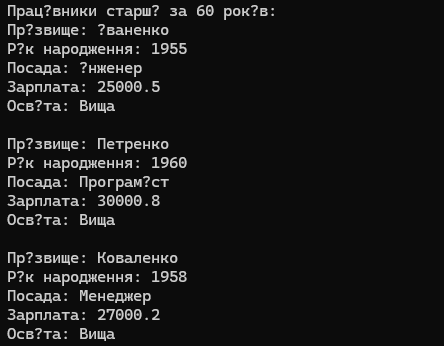 Прац?вники старш? за 60 рок?в:
Пр?звище: ?ваненко
Р?к народження: 1955
Посада: ?нженер
Зарплата: 25000.5
Осв?та: Вища
Пр?звище: Петренко
Р?к народження: 1960
Посада: Програм?ст
Зарплата: 30000.8
Осв?та: Вища
Пр?звище: Коваленко
Р?к народження: 1958
Посада: Менеджер
Зарплата: 27000.2
Осв?та: Вища